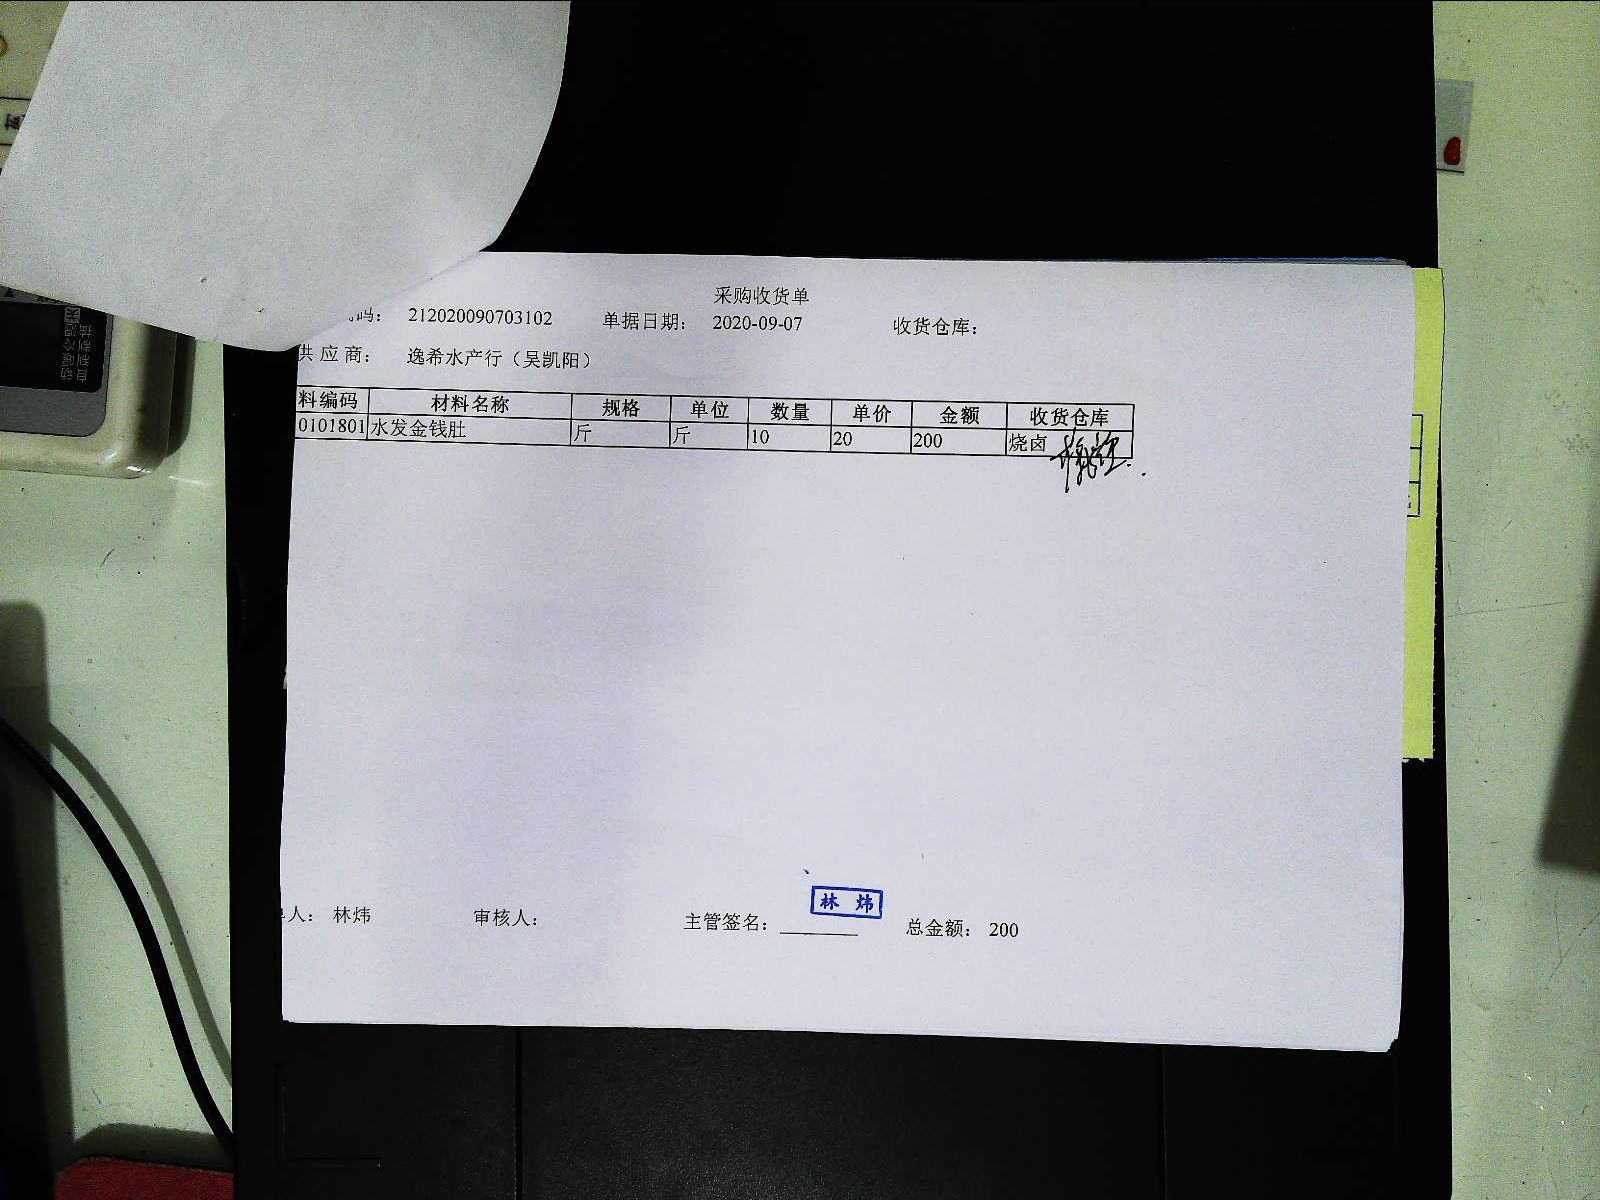 采购收货单
码: 212020090703102 单据日期: 2020-09-07 收货仓库:
供应商: 逸希水产行（吴凯阳）
料编码 材料名称 规格 单位 数量 单价 金额 收货仓库
0101801 水发金钱肚 斤 斤 10 20 200 烧卤
林 炜
人: 林炜 审核人: 主管签名: 总金额: 200